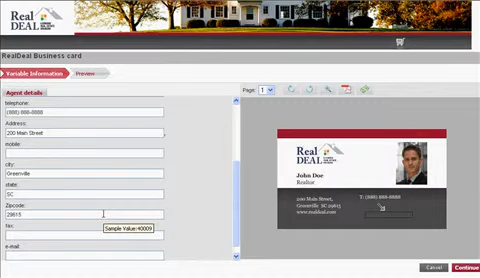 Real
DEAL
RealDeal Business card
Variable Information
Preview
Agent details
Page: 1
telephone:
(888) 888-8888
Address:
200 Main Street
mobile:
city:
Greenville
state:
SC
Zipcode:
29615
Sample Value:40009
fax:
e-mail:
Real
DEAL
John Doe
Realtor
200 Main Street,
Greenville SC 29615
www.realdeal.com
T: (888) 888-8888
Cancel
Continue